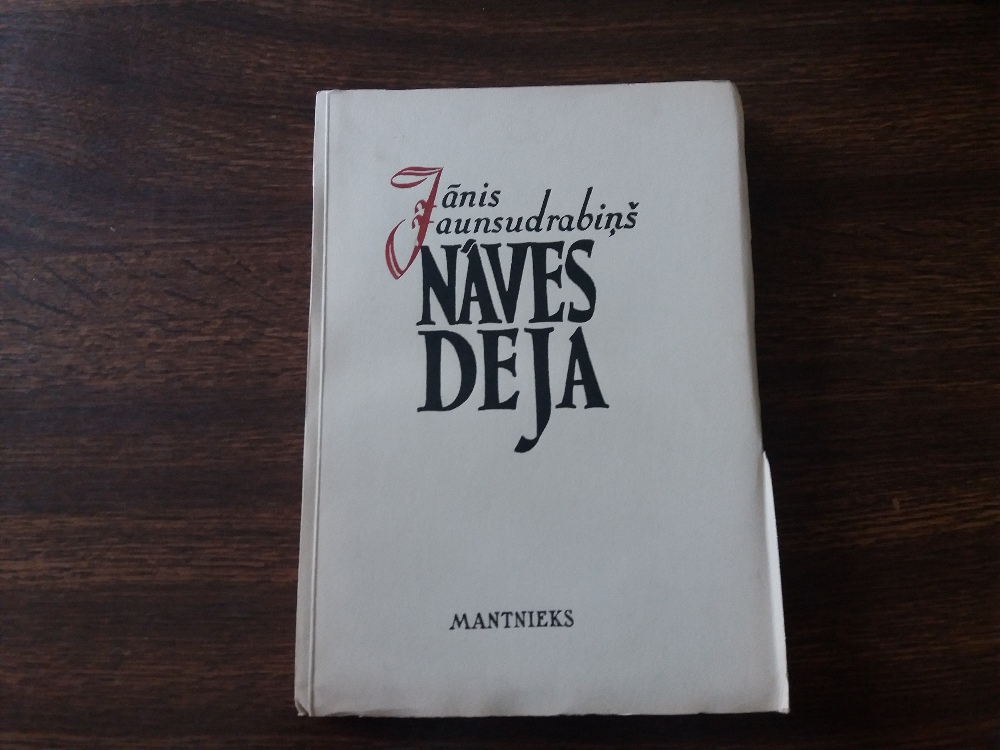 Jānis
Jaunsudrabiņš
NĀVES
DEJA
MANTNIEKS